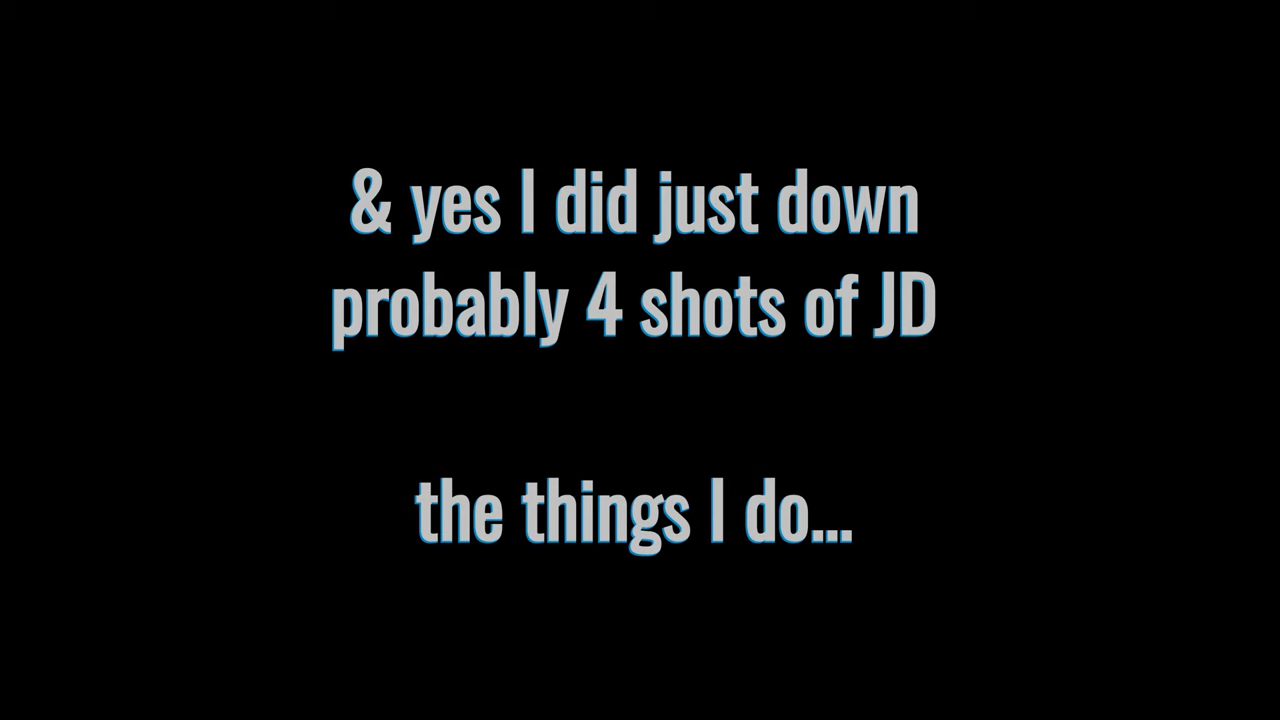 & yes I did just down
probably 4 shots of JD
the things I do...